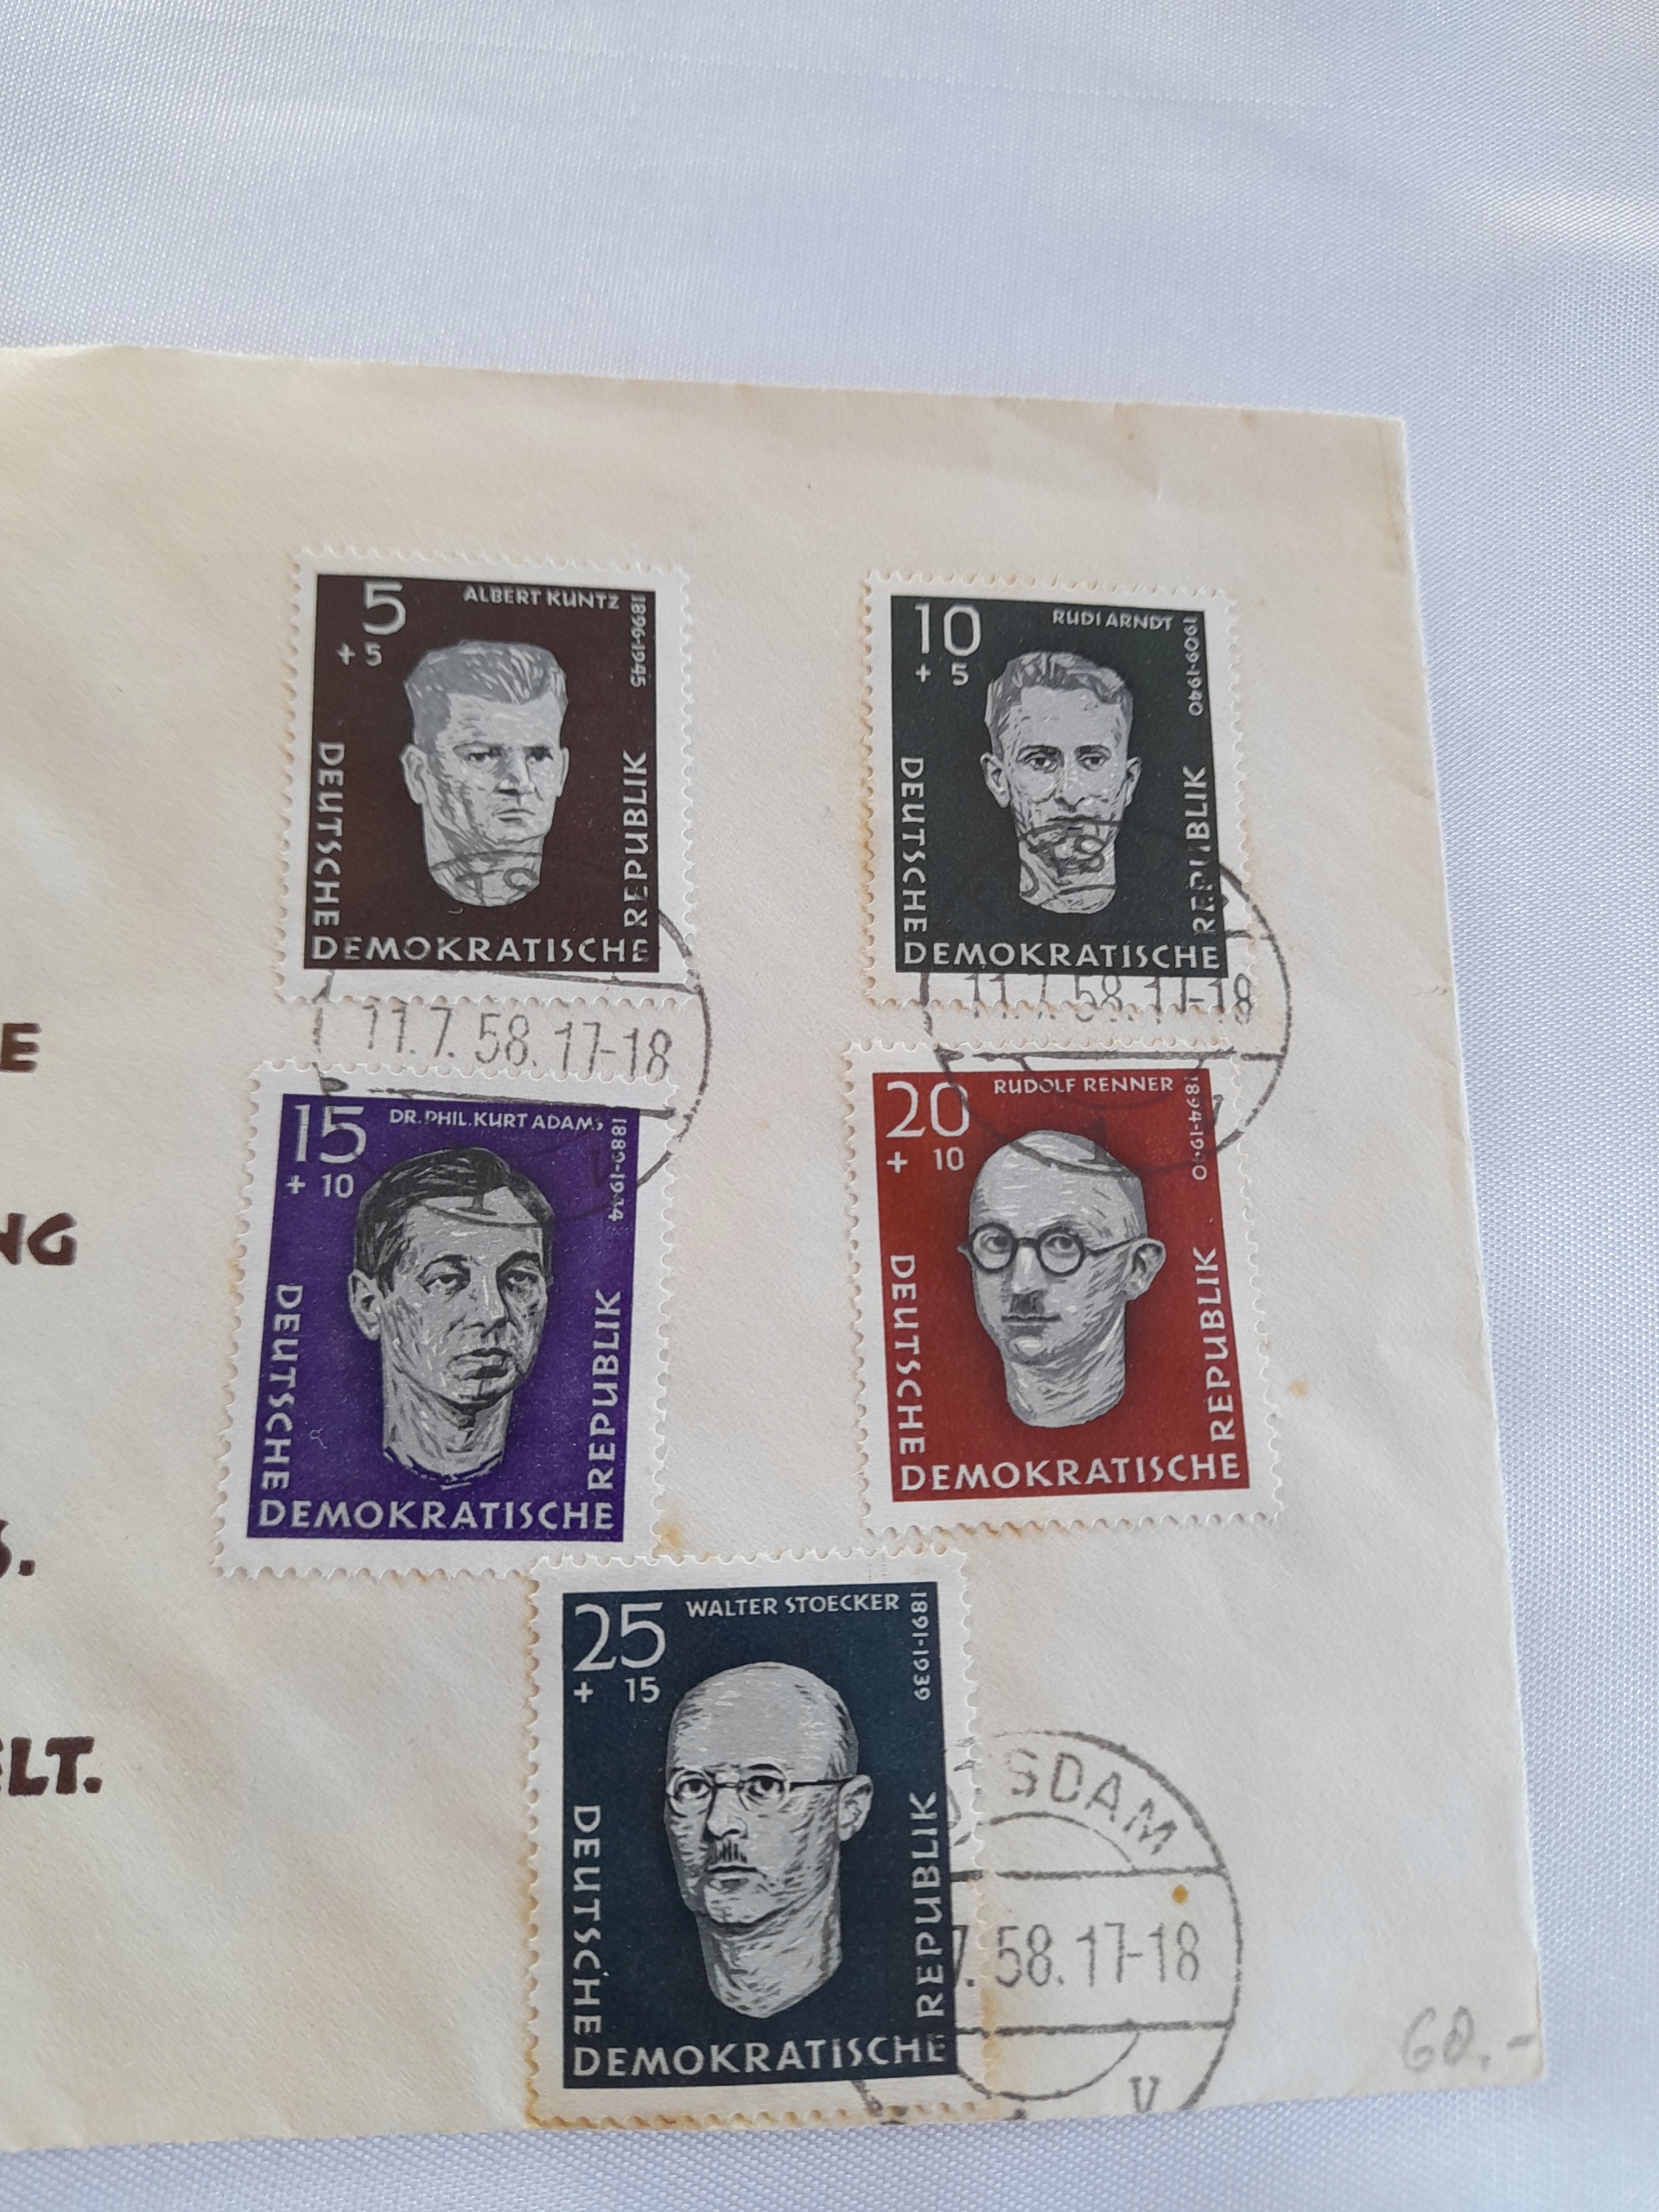 5
+ 5
ALBERT KUNTZ
1896-1945
DEUTSCHE
DEMOKRATISCHE
REPUBLIK
10
+ 5
RUDI ARNDT
1909-1940
DEUTSCHE
DEMOKRATISCHE
REPUBLIK
11.7.58.17-18
11.7.58.17-18
E
15
+ 10
DR. PHIL. KURT ADAMS
DEUTSCHE
DEMOKRATISCHE
REPUBLIK
20
+ 10
RUDOLF RENNER
1894-1940
DEUTSCHE
DEMOKRATISCHE
REPUBLIK
NG
S.
ELT.
25
+ 15
WALTER STOECKER
1891-1939
DEUTSCHE
DEMOKRATISCHE
REPUBLIK
SDAM
7.58.17-18
v
60.-